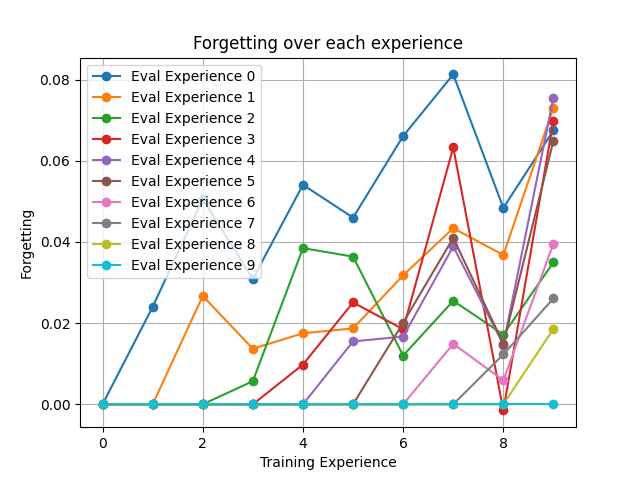 Forgetting over each experience
Eval Experience 0
Eval Experience 1
Eval Experience 2
Eval Experience 3
Eval Experience 4
Eval Experience 5
Eval Experience 6
Eval Experience 7
Eval Experience 8
Eval Experience 9
Forgetting
0.08
0.06
0.04
0.02
0.00
0 2 4 6 8
Training Experience